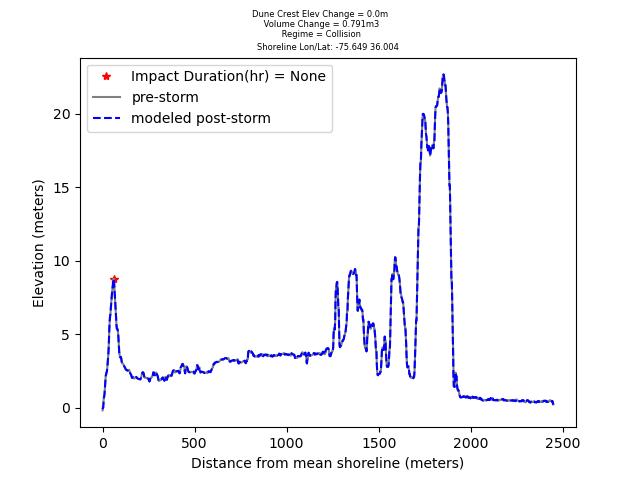 Dune Crest Elev Change = 0.0m
Volume Change = 0.791m3
Regime = Collision
Shoreline Lon/Lat: -75.649 36.004
Impact Duration(hr) = None
pre-storm
modeled post-storm
Elevation (meters)
20
15
10
5
0
0 500 1000 1500 2000 2500
Distance from mean shoreline (meters)